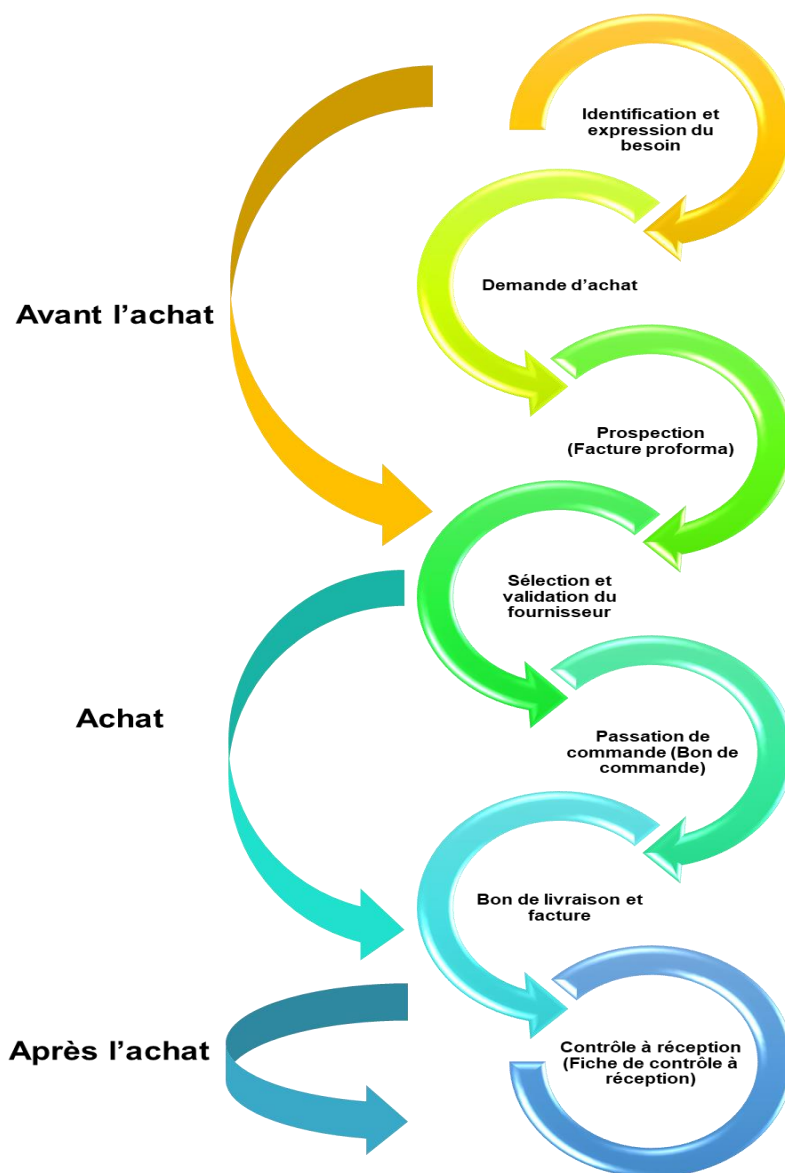 Identification et
expression du
besoin
Demande d'achat
Avant l'achat
Prospection
(Facture proforma)
Sélection et
validation du
fournisseur
Achat
Passation de
commande (Bon de
commande)
Bon de livraison et
facture
Après l'achat
Contrôle à réception
(Fiche de contrôle à
réception)